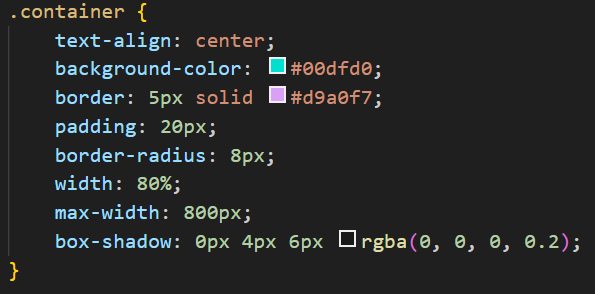 .container {
    text-align: center;
    background-color: #00dfd0;
    border: 5px solid #d9a0f7;
    padding: 20px;
    border-radius: 8px;
    width: 80%;
    max-width: 800px;
    box-shadow: 0px 4px 6px rgba(0, 0, 0, 0.2);
}